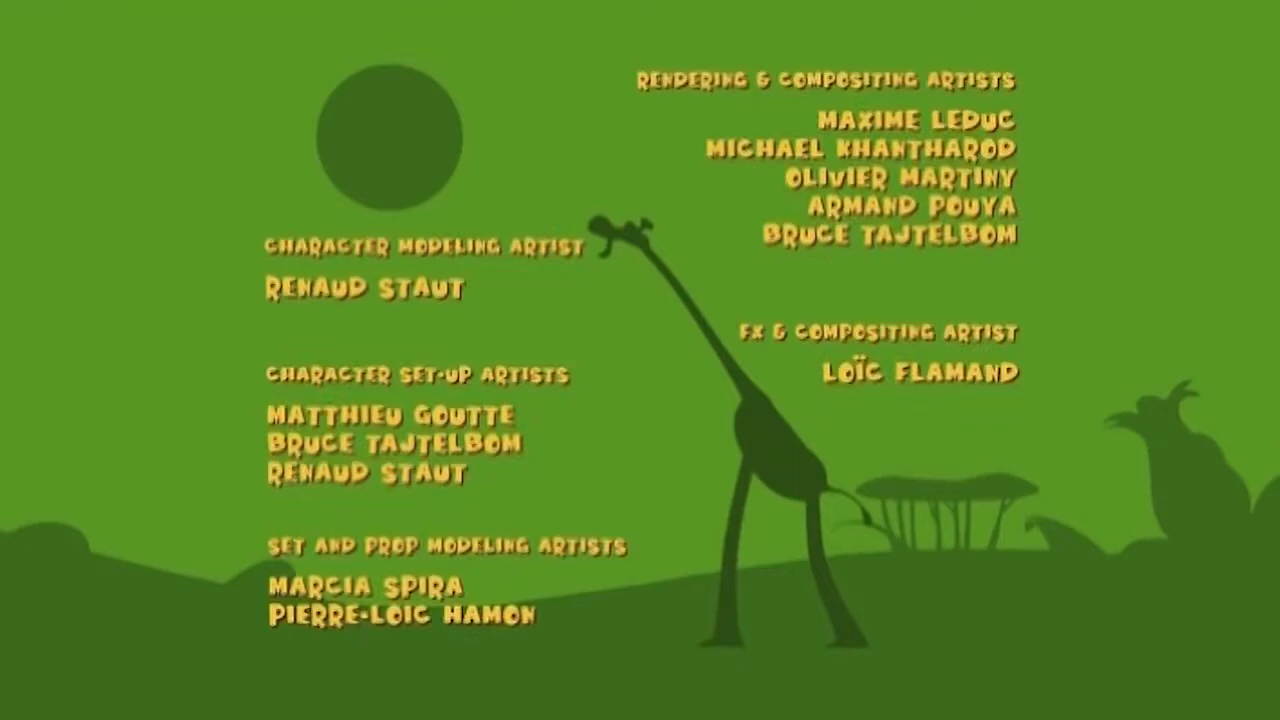 CHARACTER MODELING ARTIST
RENAUD STAUT
CHARACTER SET-UP ARTISTS
MATTHIEU GOUTTE
BRUCE TAJTELBOM
RENAUD STAUT
SET AND PROP MODELING ARTISTS
MARCIA SPIRA
PIERRE-LOIC HAMON
RENDERING & COMPOSITING ARTISTS
MAXIME LEDUC
MICHAEL KHANTHAROD
OLIVIER MARTINY
ARMAND POUYA
BRUCE TAJTELBOM
FX & COMPOSITING ARTIST
LOÏC FLAMAND